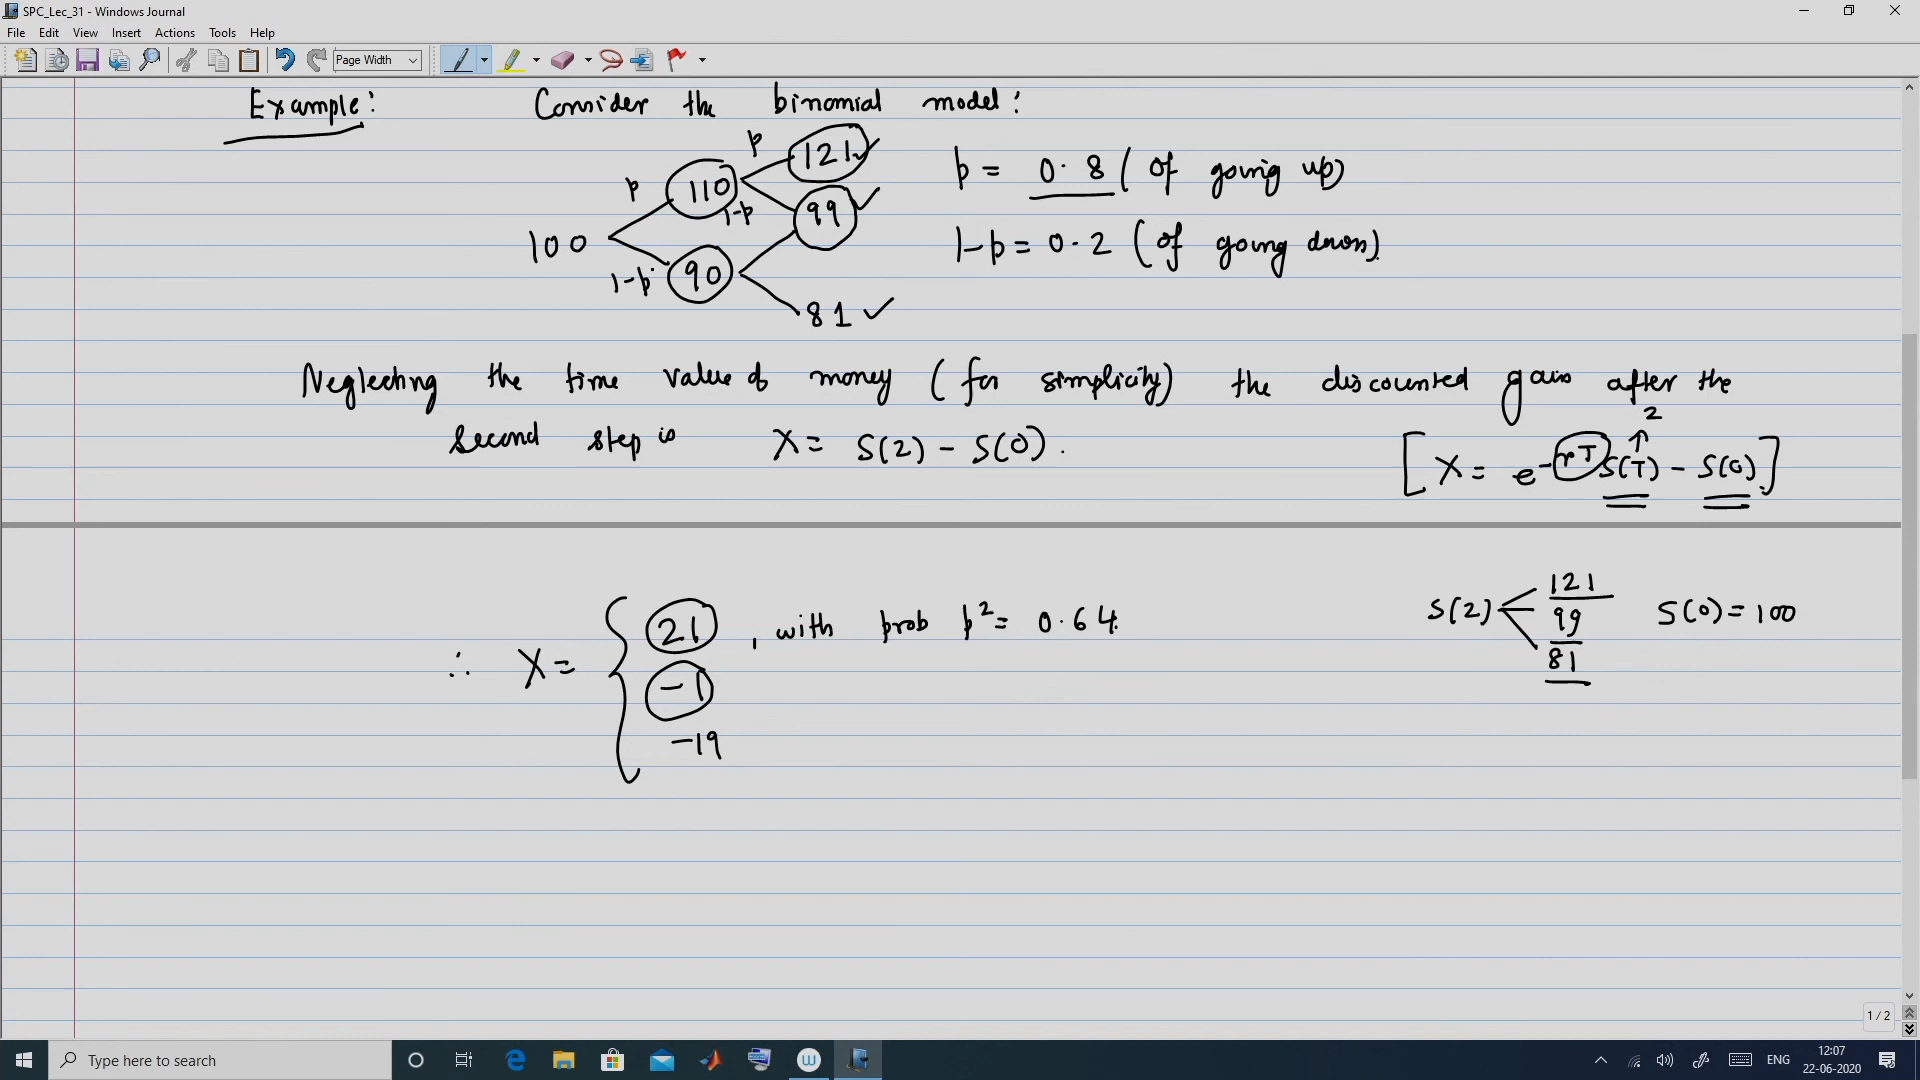 SPC_Lec_31 - Windows Journal
File Edit View Insert Actions Tools Help
Page Width
Example: Consider the binomial model:
100
p
1-p
110
90
p
1-p
121
99
81
p = 0.8 (of going up)
1-p = 0.2 (of going down).
Neglecting the time value of money (for simplicity) the discounted gain after the
second step is X = S(2) - S(0).
2
[X = e^-rT S(T) - S(0).]
∴ X = { 21, with prob p² = 0.64.
-1
-19
S(2) 121
99
81
S(0) = 100
1 / 2
Type here to search
ENG
12:07
22-06-2020